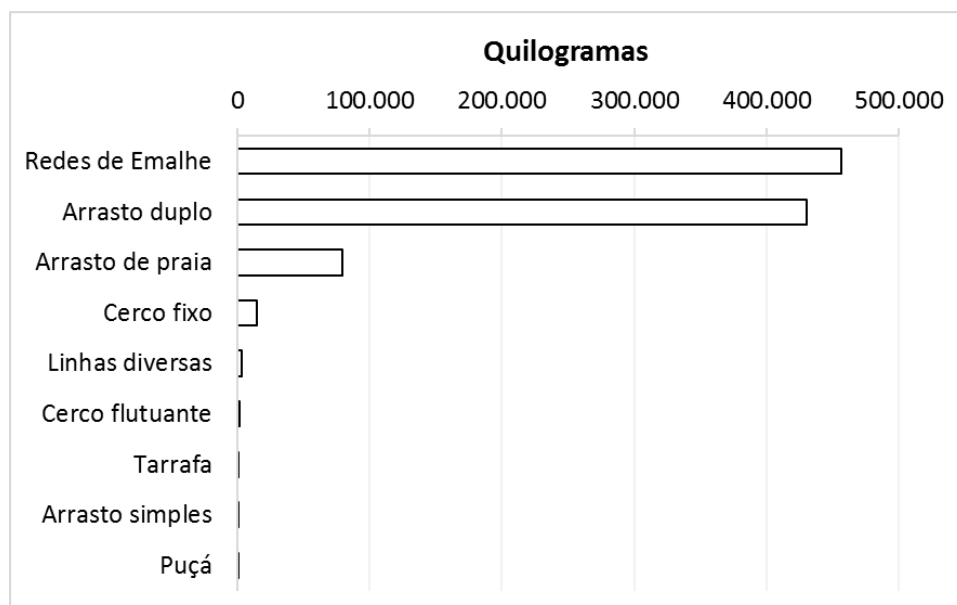 Quilogramas
0 100.000 200.000 300.000 400.000 500.000
Redes de Emalhe
Arrasto duplo
Arrasto de praia
Cerco fixo
Linhas diversas
Cerco flutuante
Tarrafa
Arrasto simples
Puçá